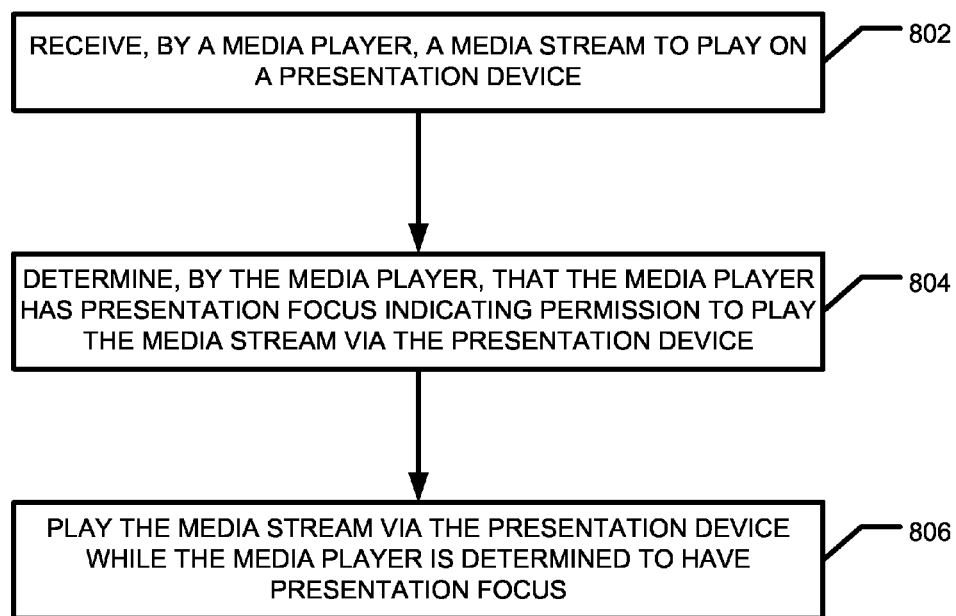 RECEIVE, BY A MEDIA PLAYER, A MEDIA STREAM TO PLAY ON
A PRESENTATION DEVICE
802
DETERMINE, BY THE MEDIA PLAYER, THAT THE MEDIA PLAYER
HAS PRESENTATION FOCUS INDICATING PERMISSION TO PLAY
THE MEDIA STREAM VIA THE PRESENTATION DEVICE
804
PLAY THE MEDIA STREAM VIA THE PRESENTATION DEVICE
WHILE THE MEDIA PLAYER IS DETERMINED TO HAVE
PRESENTATION FOCUS
806